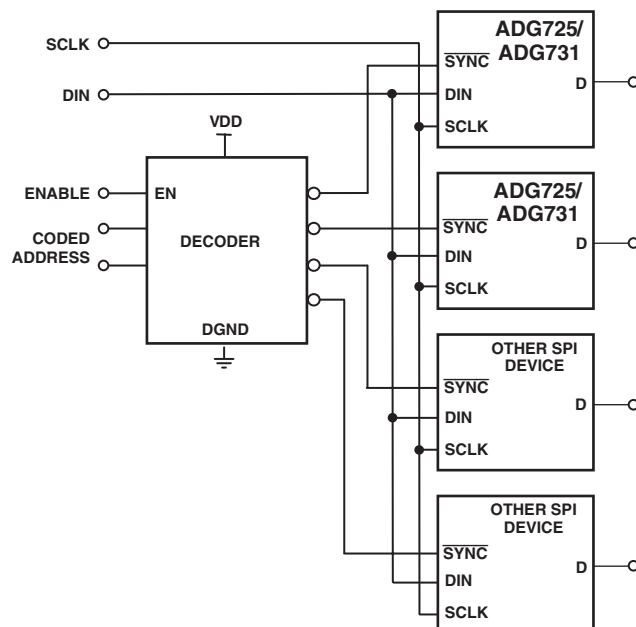 SCLK
DIN
VDD
ENABLE
EN
CODED
ADDRESS
DECODER
DGND
ADG725/
ADG731
SYNC
DIN
SCLK
D
ADG725/
ADG731
SYNC
DIN
SCLK
D
OTHER SPI
DEVICE
SYNC
DIN
SCLK
D
OTHER SPI
DEVICE
SYNC
DIN
SCLK
D